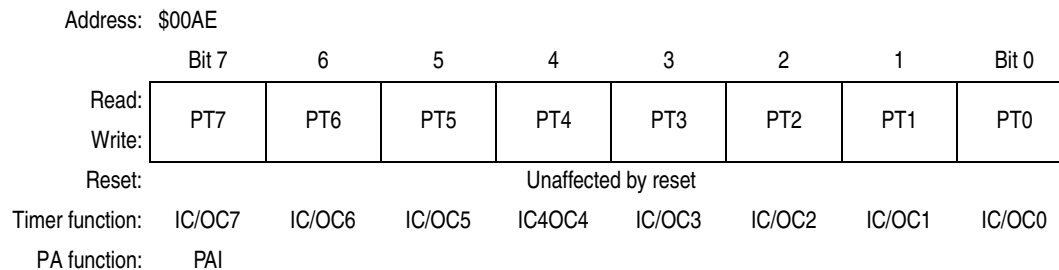 Address: $00AE
Bit 7 6 5 4 3 2 1 Bit 0
Read:
PT7 PT6 PT5 PT4 PT3 PT2 PT1 PT0
Write:
Reset: Unaffected by reset
Timer function: IC/OC7 IC/OC6 IC/OC5 IC4OC4 IC/OC3 IC/OC2 IC/OC1 IC/OC0
PA function: PAI